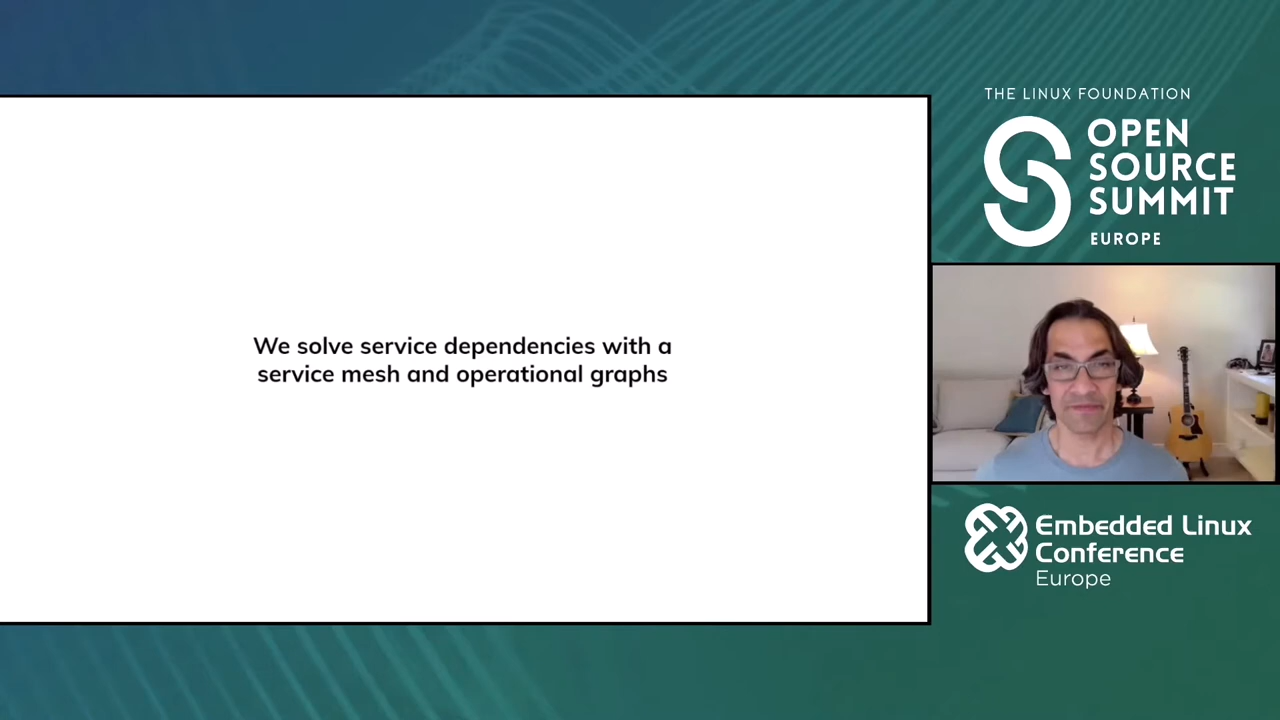 We solve service dependencies with a
service mesh and operational graphs
THE LINUX FOUNDATION
OPEN
SOURCE
SUMMIT
EUROPE
Embedded Linux
Conference
Europe